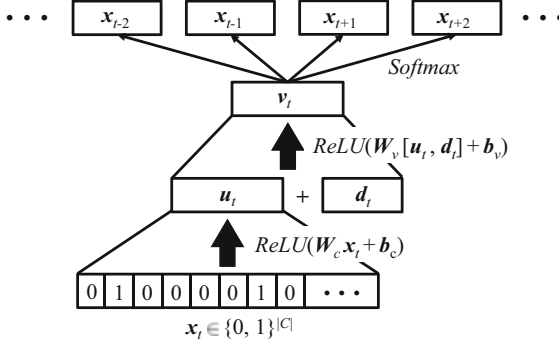 • • • x_{t-2} x_{t-1} x_{t+1} x_{t+2} • • •
Softmax
v_t
ReLU(W_v [u_t , d_t] + b_v)
u_t + d_t
ReLU(W_c x_t + b_c)
0 1 0 0 0 0 1 0 • • •
x_t ∈ {0, 1}^{|C|}